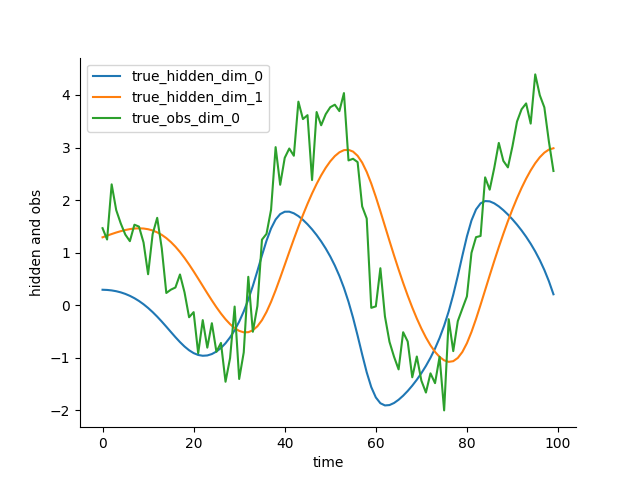 true_hidden_dim_0
true_hidden_dim_1
true_obs_dim_0
hidden and obs
4
3
2
1
0
−1
−2
0 20 40 60 80 100
time